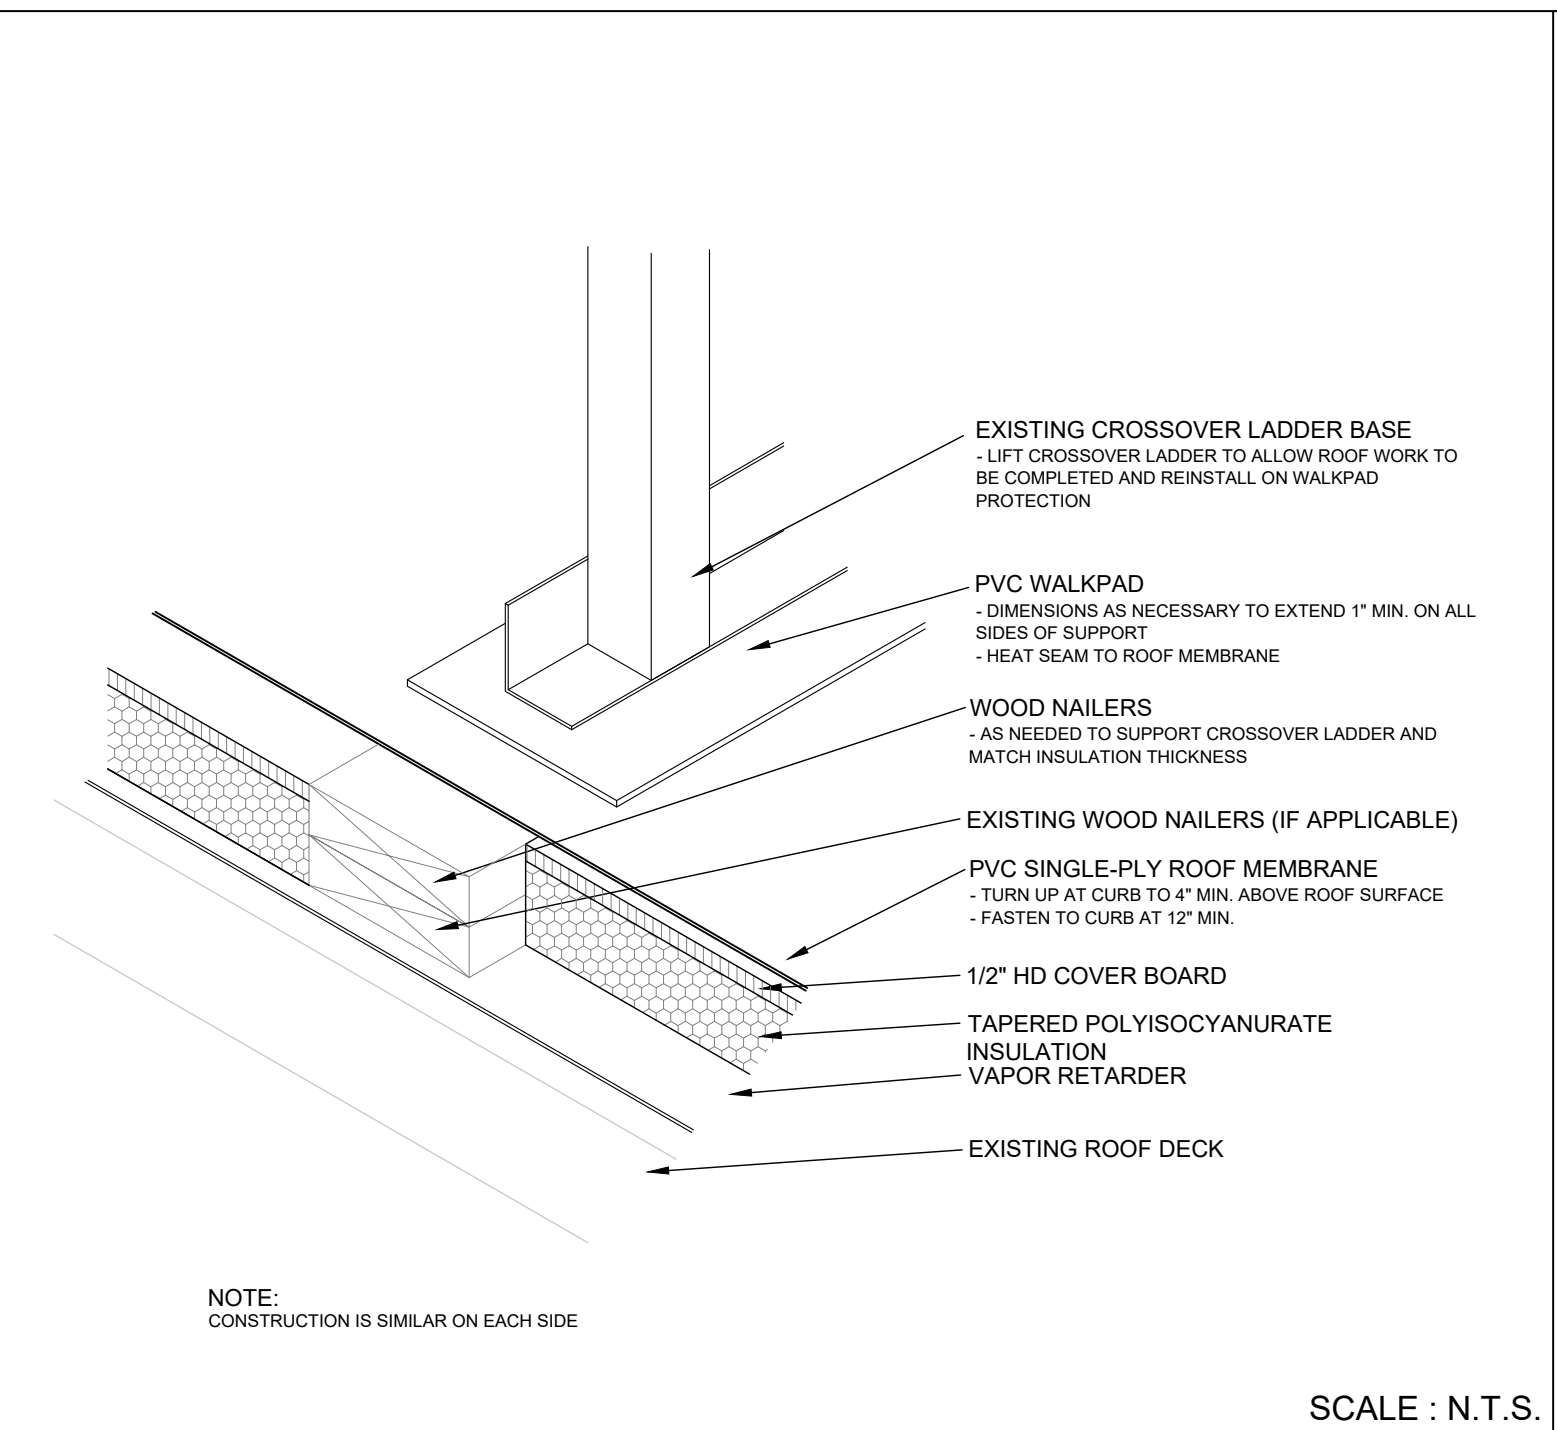 EXISTING CROSSOVER LADDER BASE
- LIFT CROSSOVER LADDER TO ALLOW ROOF WORK TO
BE COMPLETED AND REINSTALL ON WALKPAD
PROTECTION
PVC WALKPAD
- DIMENSIONS AS NECESSARY TO EXTEND 1" MIN. ON ALL
SIDES OF SUPPORT
- HEAT SEAM TO ROOF MEMBRANE
WOOD NAILERS
- AS NEEDED TO SUPPORT CROSSOVER LADDER AND
MATCH INSULATION THICKNESS
EXISTING WOOD NAILERS (IF APPLICABLE)
PVC SINGLE-PLY ROOF MEMBRANE
- TURN UP AT CURB TO 4" MIN. ABOVE ROOF SURFACE
- FASTEN TO CURB AT 12" MIN.
1/2" HD COVER BOARD
TAPERED POLYISOCYANURATE
INSULATION
VAPOR RETARDER
EXISTING ROOF DECK
NOTE:
CONSTRUCTION IS SIMILAR ON EACH SIDE
SCALE : N.T.S.